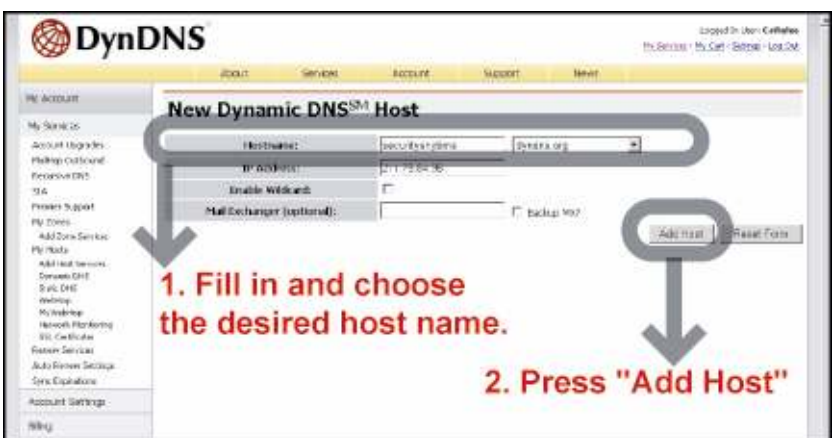 DynDNS
Logged In User:
My Services - My Cart - Settings - Log Out
About Services Account Support News
My Account
New Dynamic DNS℠ Host
My Services
Account Upgrades
MailHop Outbound
Recursive DNS
SLA
Premier Support
My Zones
Add Zone Services
My Hosts
Add Host Services
Dynamic DNS
Static DNS
WebHop
My WebHop
Network Monitoring
SSL Certificates
Renew Services
Auto Renew Settings
Sync Expirations
Account Settings
Billing
Hostname: securityanytime dyndns.org
IP Address:
Enable Wildcard:
Mail Exchanger (optional): Backup MX?
Add Host Reset Form
1. Fill in and choose
the desired host name.
2. Press "Add Host"